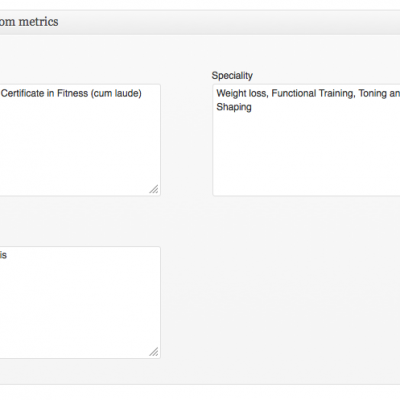 om metrics
Speciality
Certificate in Fitness (cum laude)
Weight loss, Functional Training, Toning an
Shaping
is